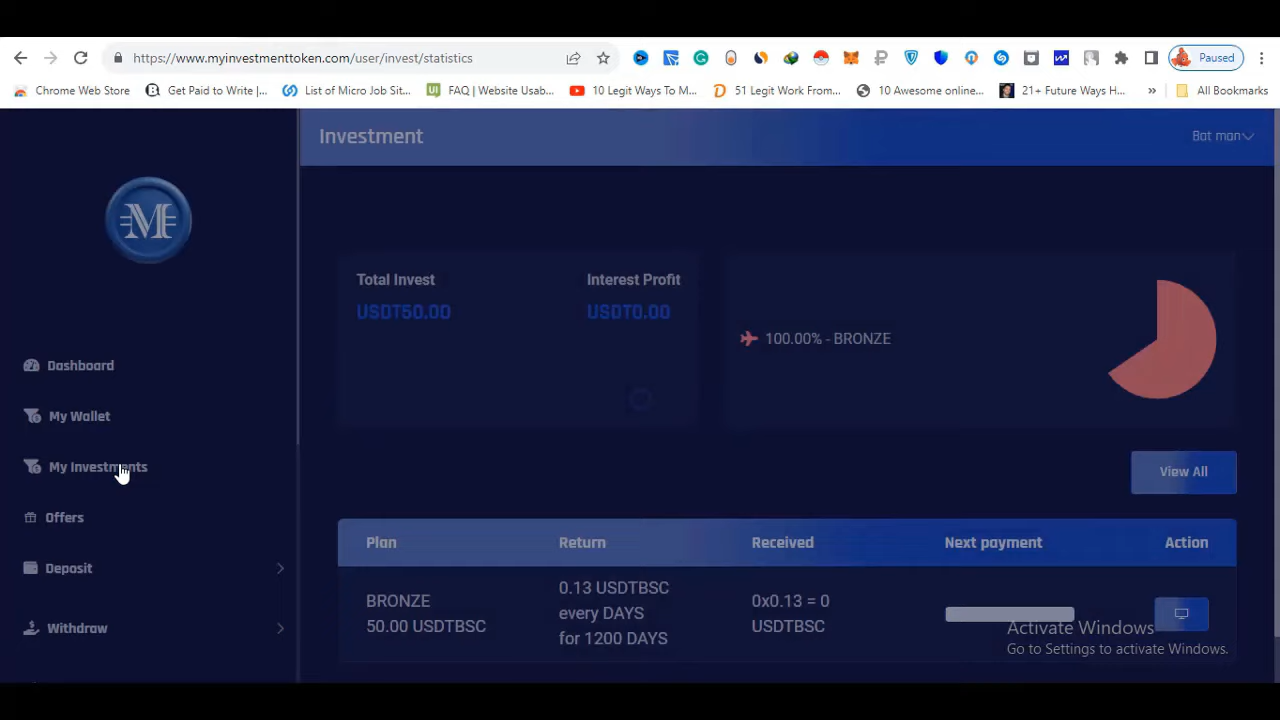 https://www.myinvestmenttoken.com/user/invest/statistics
Paused
Chrome Web Store
Get Paid to Write |...
List of Micro Job Sit...
FAQ | Website Usab...
10 Legit Ways To M...
51 Legit Work From...
10 Awesome online...
21+ Future Ways H...
»
All Bookmarks
Investment
Bat man
M
Dashboard
My Wallet
My Investments
Offers
Deposit
Withdraw
Total Invest
USDT50.00
Interest Profit
USDT0.00
100.00% - BRONZE
View All
Plan Return Received Next payment Action
BRONZE
50.00 USDTBSC
0.13 USDTBSC
every DAYS
for 1200 DAYS
0x0.13 = 0
USDTBSC
Activate Windows
Go to Settings to activate Windows.